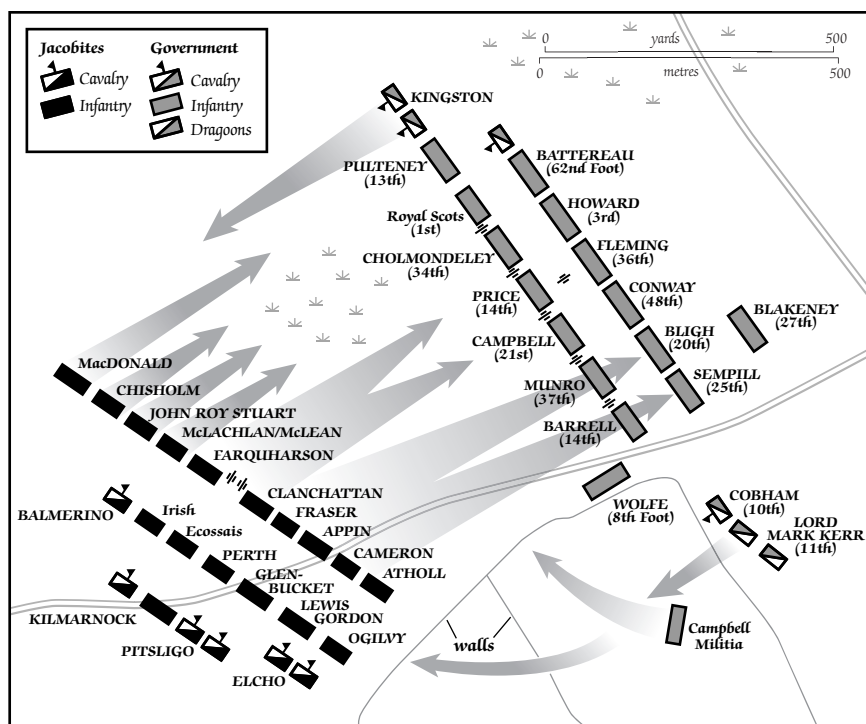 Jacobites
Cavalry
Infantry
Government
Cavalry
Infantry
Dragoons
0 yards 500
0 metres 500
KINGSTON
PULTENEY
(13th)
Royal Scots
(1st)
CHOLMONDELEY
(34th)
PRICE
(14th)
CAMPBELL
(21st)
MUNRO
(37th)
BARRELL
(14th)
BATTEREAU
(62nd Foot)
HOWARD
(3rd)
FLEMING
(36th)
CONWAY
(48th)
BLIGH
(20th)
SEMPILL
(25th)
BLAKENEY
(27th)
MacDONALD
CHISHOLM
JOHN ROY STUART
McLACHLAN/McLEAN
FARQUHARSON
CLANCHATTAN
FRASER
APPIN
CAMERON
ATHOLL
BALMERINO
Irish
Ecossais
PERTH
GLEN-
BUCKET
LEWIS
GORDON
OGILVY
KILMARNOCK
PITSLIGO
ELCHO
WOLFE
(8th Foot)
COBHAM
(10th)
LORD
MARK KERR
(11th)
walls
Campbell
Militia